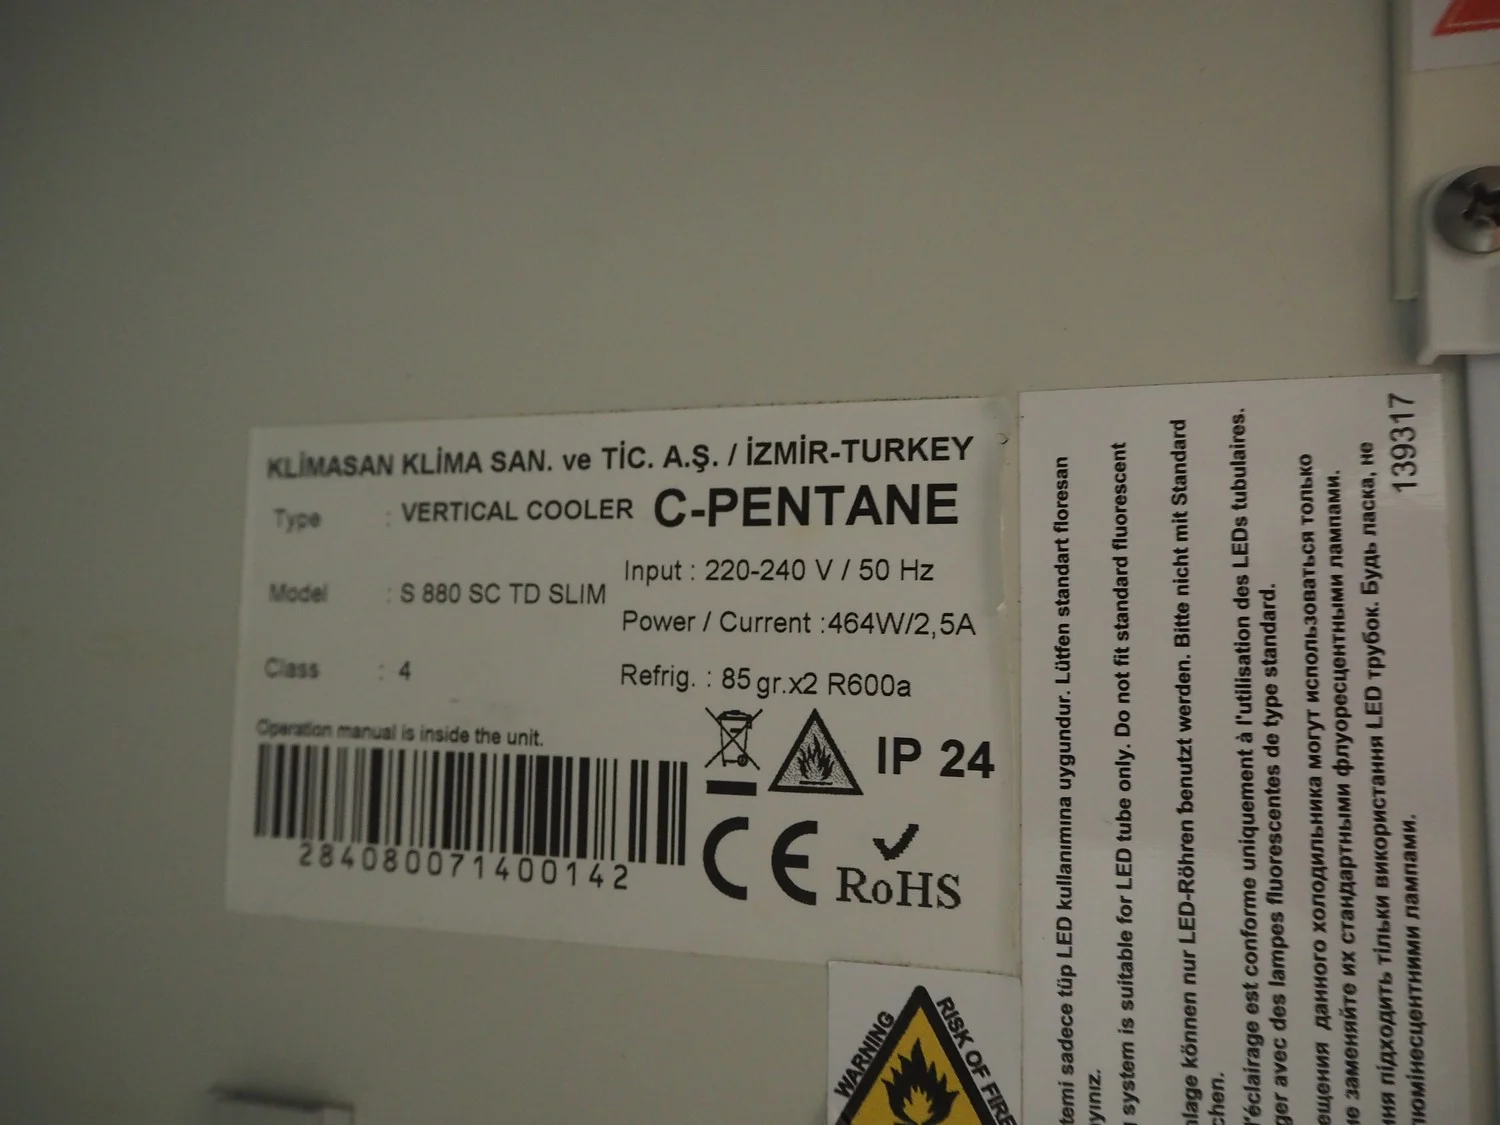 KLİMASAN KLİMA SAN. ve TİC. A.Ş. / İZMİR-TURKEY
Type : VERTICAL COOLER C-PENTANE
Input : 220-240 V / 50 Hz
Model : S 880 SC TD SLIM
Power / Current :464W/2,5A
Class : 4
Refrig. : 85 gr.x2 R600a
Operation manual is inside the unit.
IP 24
284080071400142
CE
RoHS
WARNING
RISK OF FIRE
temi sadece tüp LED kullanımına uygundur. Lütfen standart floresan
yınız.
system is suitable for LED tube only. Do not fit standard fluorescent
nlage können nur LED-Röhren benutzt werden. Bitte nicht mit Standard
chen.
l'éclairage est conforme uniquement à l'utilisation des LEDs tubulaires.
ger avec des lampes fluorescentes de type standard.
ещения данного холодильника могут использоваться только
не заменяйте их стандартными флуоресцентными лампами.
ння підходить тільки використання LED трубок. Будь ласка, не
люмінесцентними лампами.
139317